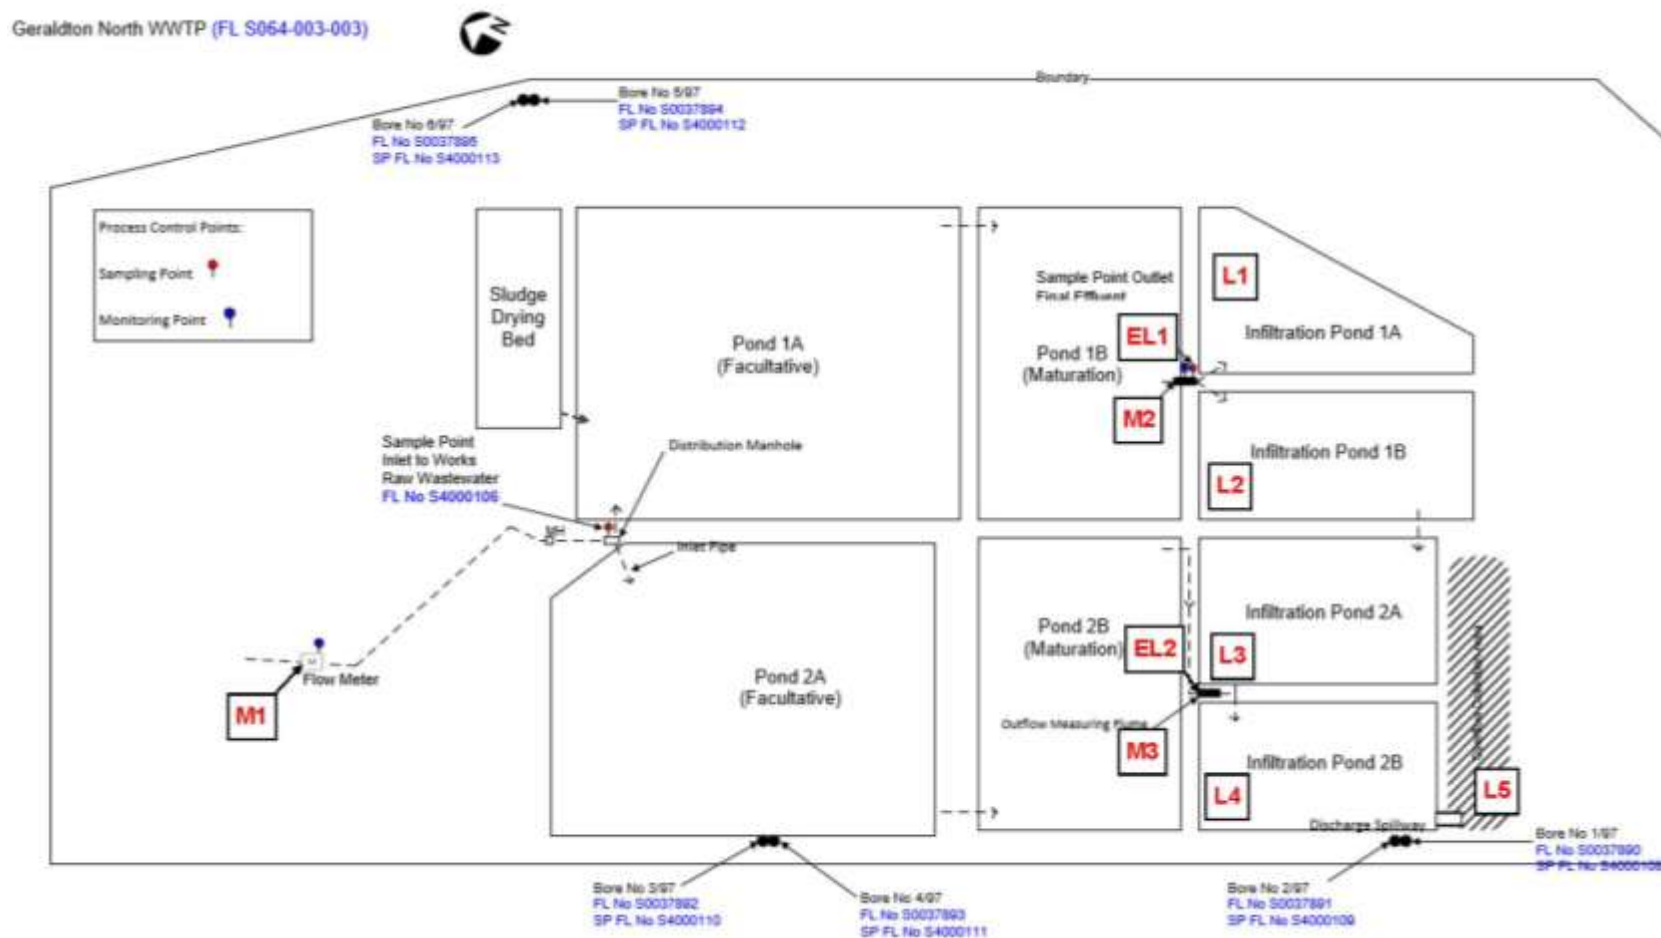 Geraldton North WWTP (FL S064-003-003)
N
Boundary
Bore No 5/97
FL No S0037894
SP FL No S4000112
Bore No 6/97
FL No S0037895
SP FL No S4000113
Process Control Points:
Sampling Point
Monitoring Point
Sludge
Drying
Bed
Pond 1A
(Facultative)
Sample Point Outlet
Final Effluent
EL1
Pond 1B
(Maturation)
M2
L1
Infiltration Pond 1A
Infiltration Pond 1B
L2
Sample Point
Inlet to Works
Raw Wastewater
FL No S4000106
Distribution Manhole
MH
Inlet Pipe
M
Flow Meter
M1
Pond 2A
(Facultative)
Pond 2B
(Maturation)
EL2
L3
Infiltration Pond 2A
Outflow Measuring Flume
M3
Infiltration Pond 2B
L4
L5
Discharge Spillway
Bore No 1/97
FL No S0037890
SP FL No S4000108
Bore No 3/97
FL No S0037892
SP FL No S4000110
Bore No 4/97
FL No S0037893
SP FL No S4000111
Bore No 2/97
FL No S0037891
SP FL No S4000109